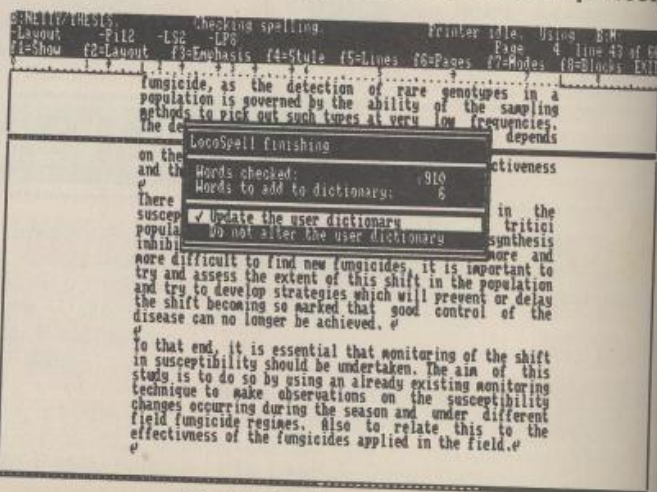 B:NELTY/THESIS. Checking spelling. Printer idle. Using B:M:
-Layout -Pi12 -LS2 -LP6 Page 4 line 43 of 60
f1=Show f2=Layout f3=Emphasis f4=Style f5=Lines f6=Pages f7=Modes f8=Blocks EXIT
fungicide, as the detection of rare genotypes in a
population is governed by the ability of the sampling
methods to pick out such types at very low frequencies.
The de depends
LocoSpell finishing
on the ctiveness
and th
Words checked: 910
Words to add to dictionary: 6
There in the
suscep tritici
✓ Update the user dictionary
popula synthesis
Do not alter the user dictionary
inhibi more and
more difficult to find new fungicides, it is important to
try and assess the extent of this shift in the population
and try to develop strategies which will prevent or delay
the shift becoming so marked that good control of the
disease can no longer be achieved.
To that end, it is essential that monitoring of the shift
in susceptibility should be undertaken. The aim of this
study is to do so by using an already existing monitoring
technique to make observations on the susceptibility
changes occurring during the season and under different
field fungicide regimes. Also to relate this to the
effectivness of the fungicides applied in the field.